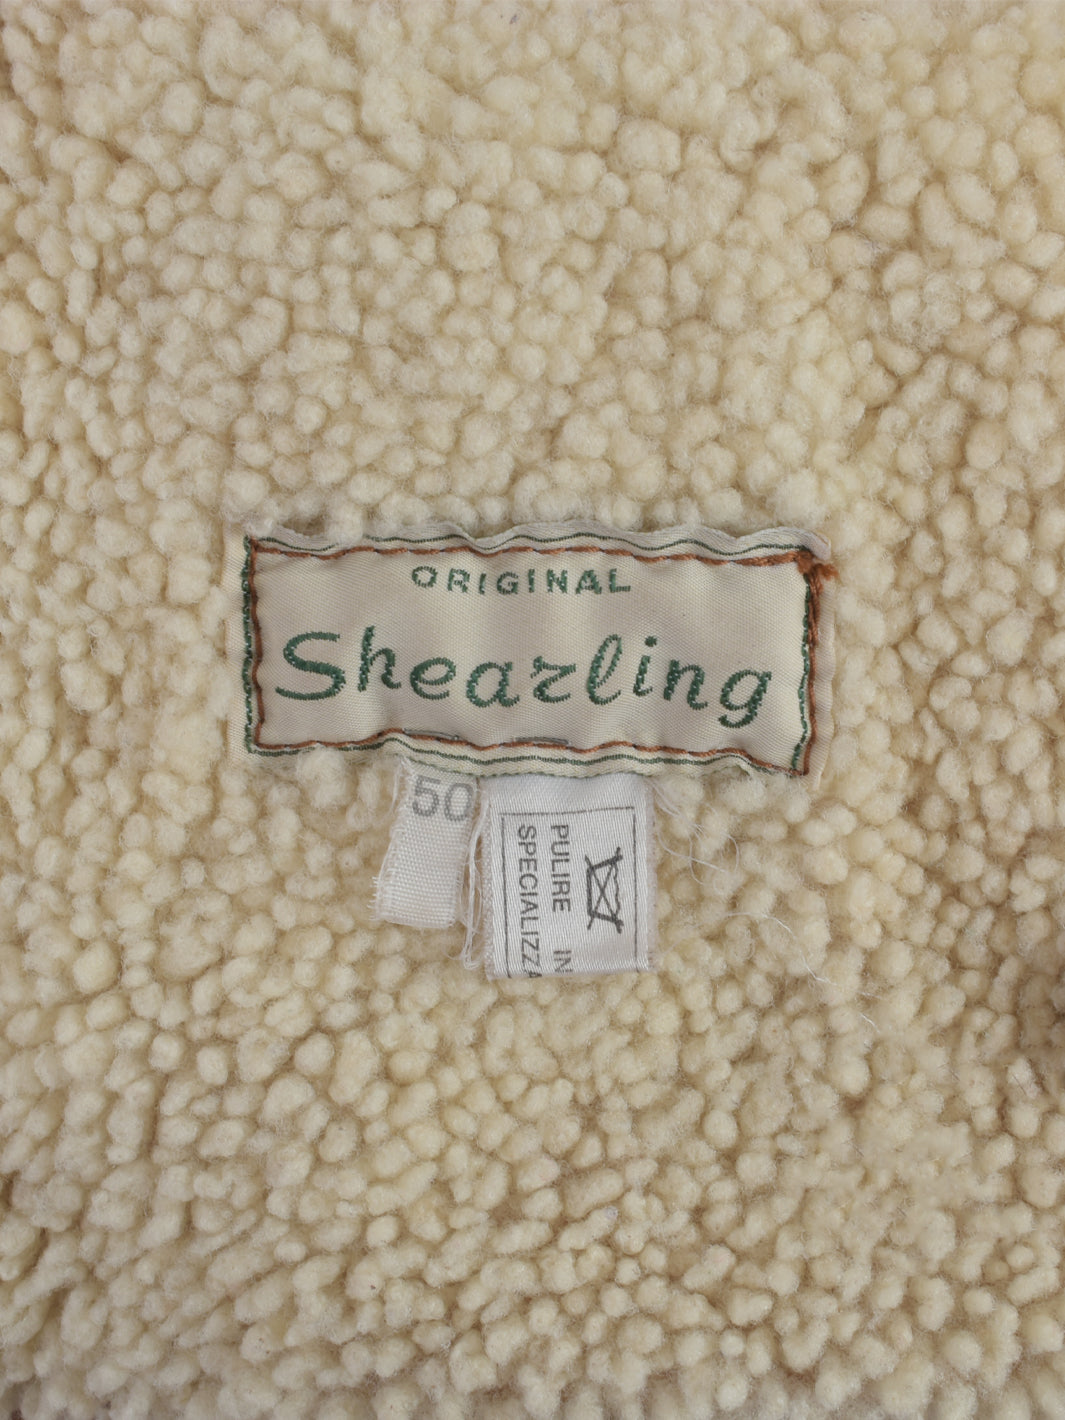 ORIGINAL
Shearling
50
PULIRE IN
SPECIALIZZA